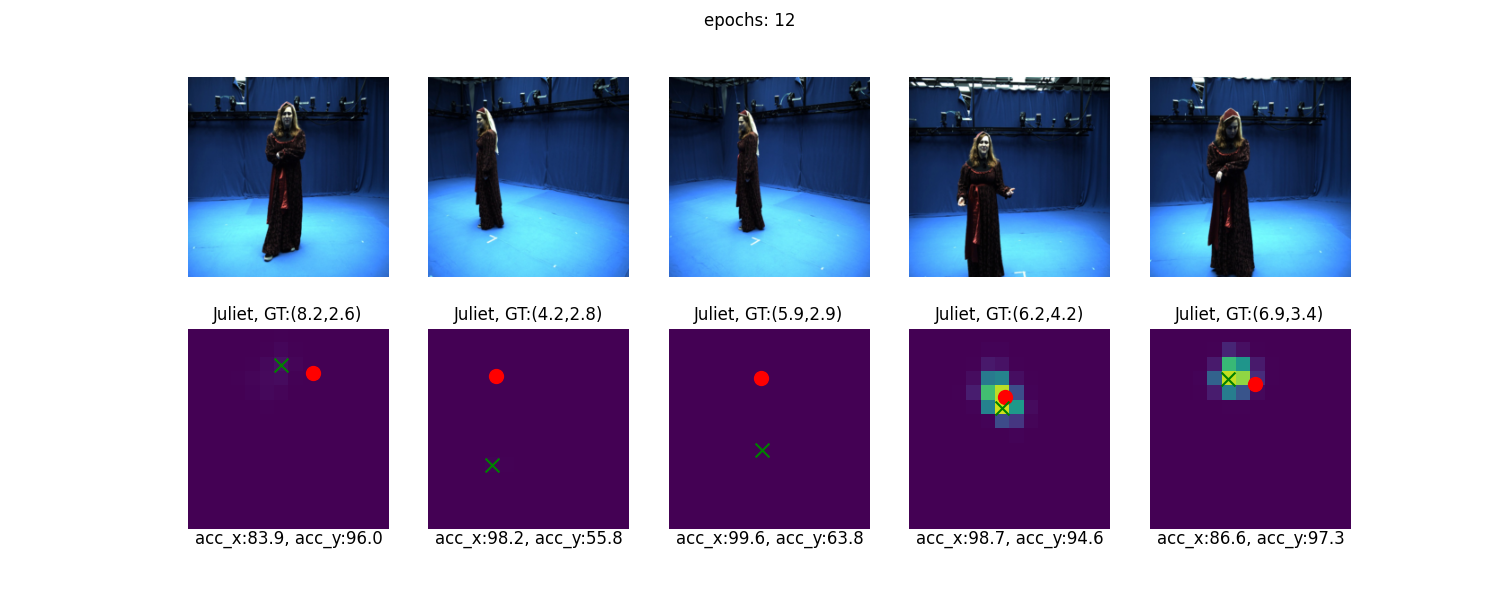 epochs: 12
Juliet, GT:(8.2,2.6)
Juliet, GT:(4.2,2.8)
Juliet, GT:(5.9,2.9)
Juliet, GT:(6.2,4.2)
Juliet, GT:(6.9,3.4)
acc_x:83.9, acc_y:96.0
acc_x:98.2, acc_y:55.8
acc_x:99.6, acc_y:63.8
acc_x:98.7, acc_y:94.6
acc_x:86.6, acc_y:97.3